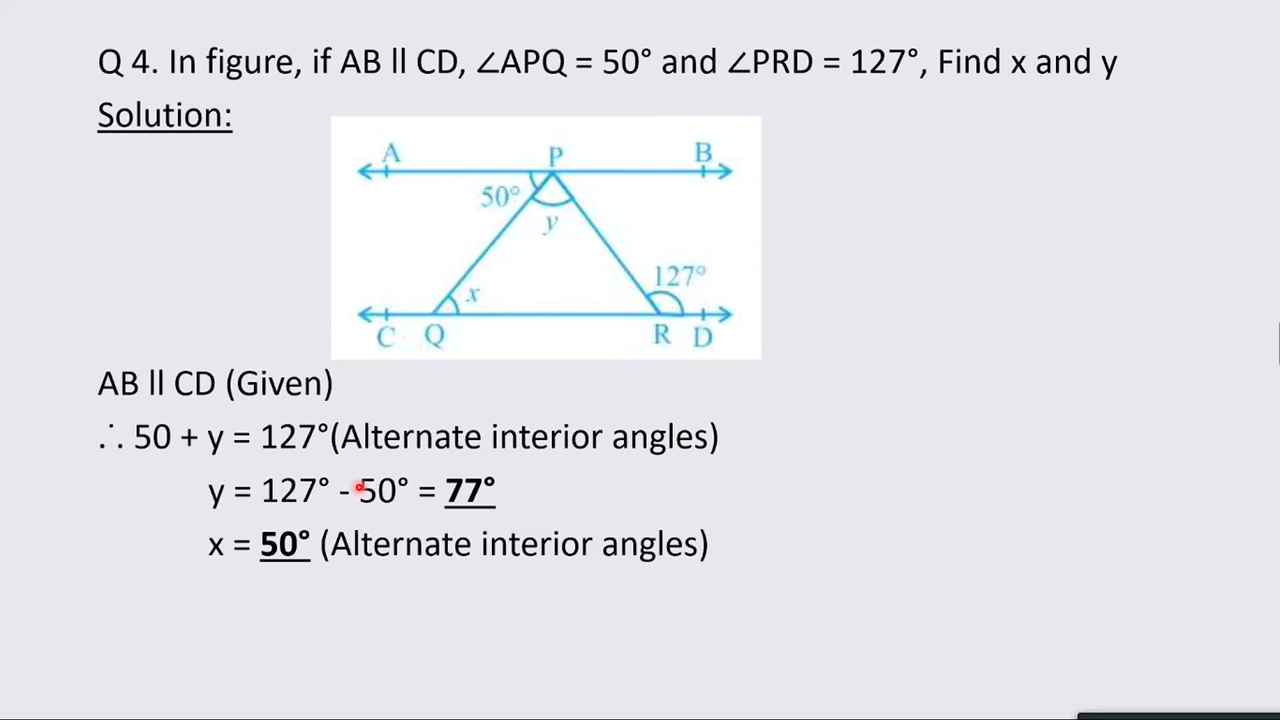 Q 4. In figure, if AB ll CD, ∠APQ = 50° and ∠PRD = 127°, Find x and y
Solution:
A P B
50°
y
127°
x
C Q R D
AB ll CD (Given)
∴ 50 + y = 127°(Alternate interior angles)
y = 127° - 50° = 77°
x = 50° (Alternate interior angles)